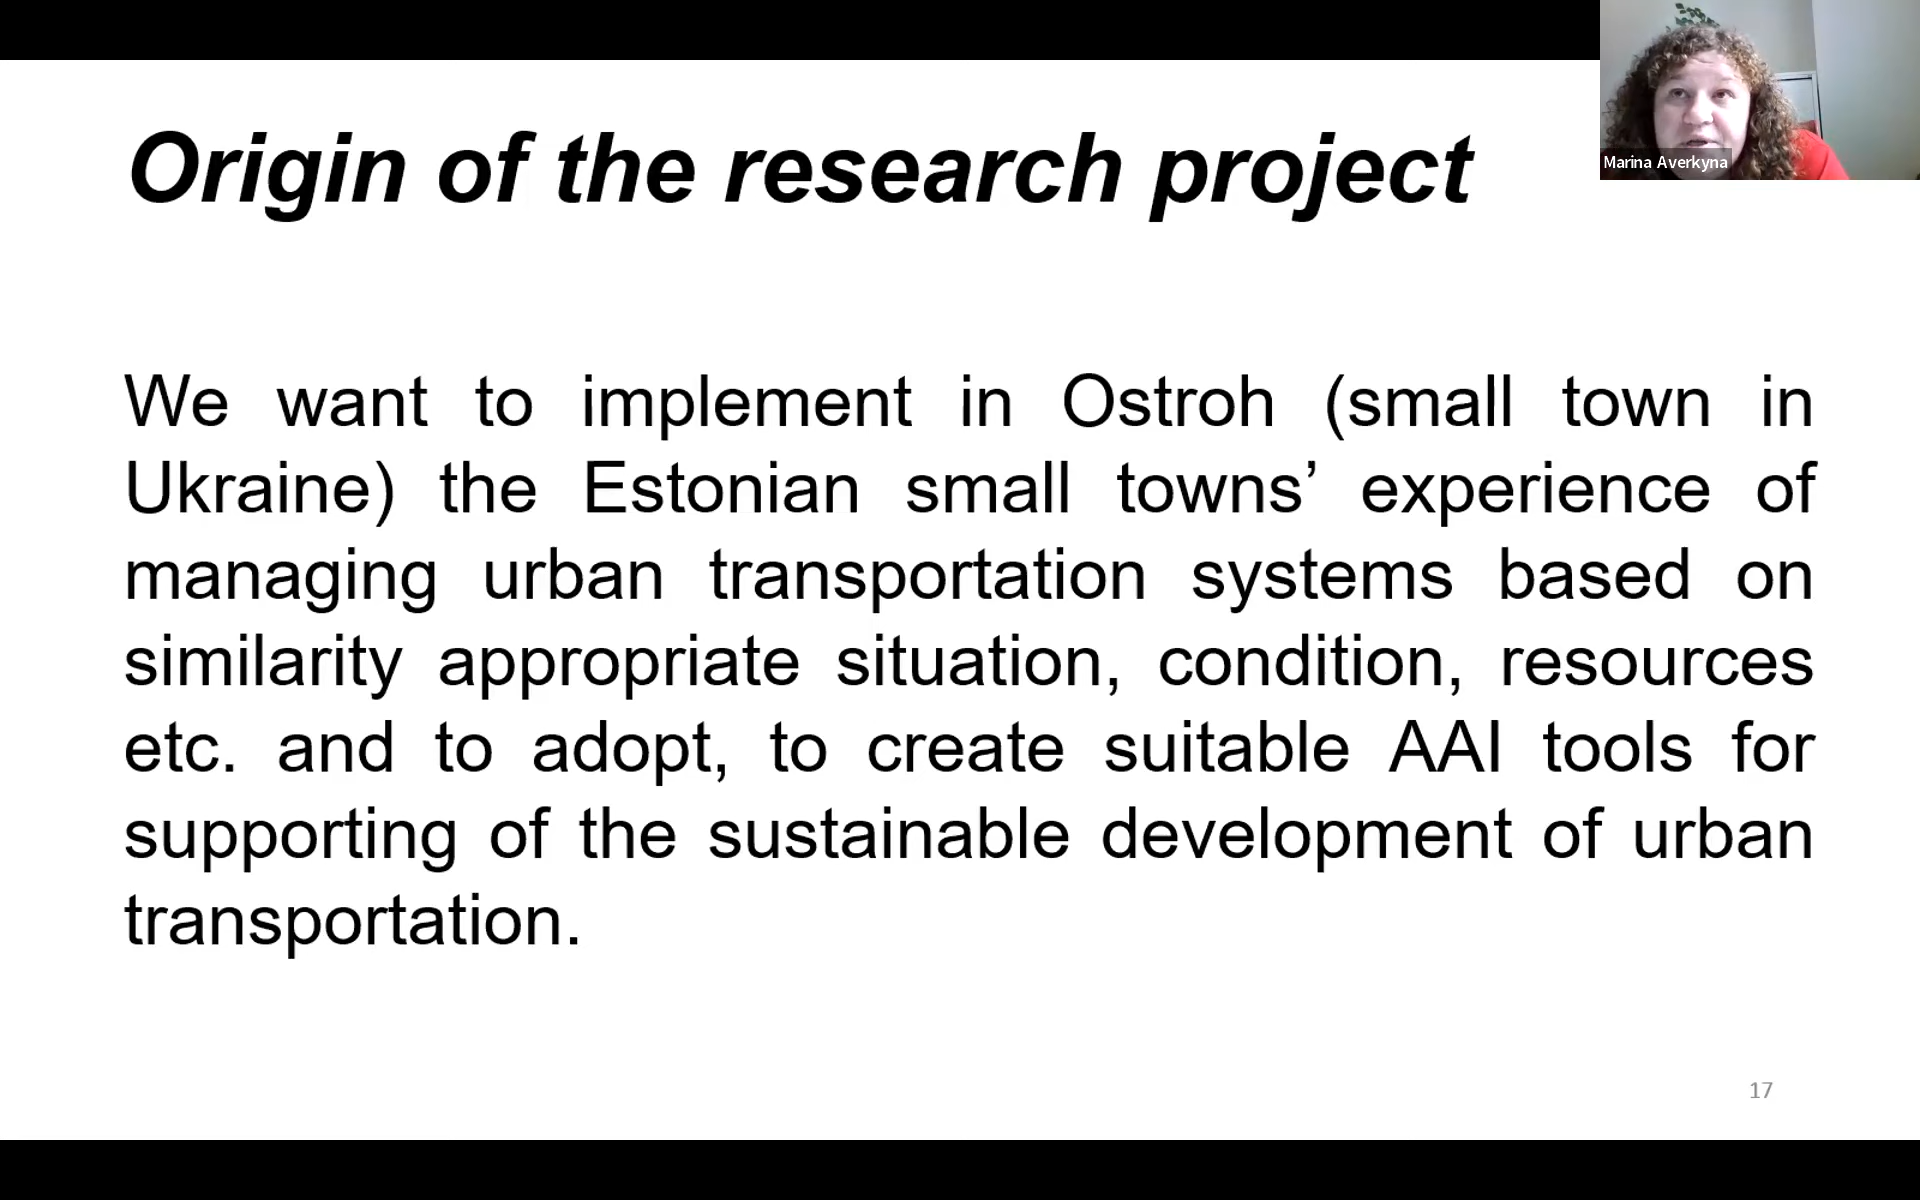 Origin of the research project
Marina Averkyna
We want to implement in Ostroh (small town in
Ukraine) the Estonian small towns’ experience of
managing urban transportation systems based on
similarity appropriate situation, condition, resources
etc. and to adopt, to create suitable AAI tools for
supporting of the sustainable development of urban
transportation.
17